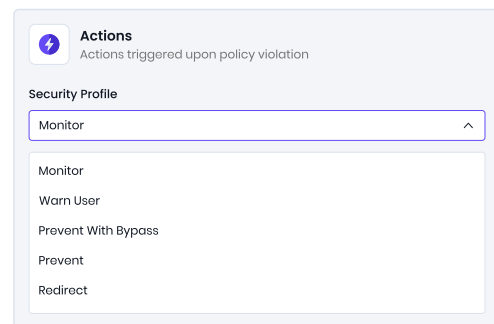 Actions
Actions triggered upon policy violation
Security Profile
Monitor
Monitor
Warn User
Prevent With Bypass
Prevent
Redirect